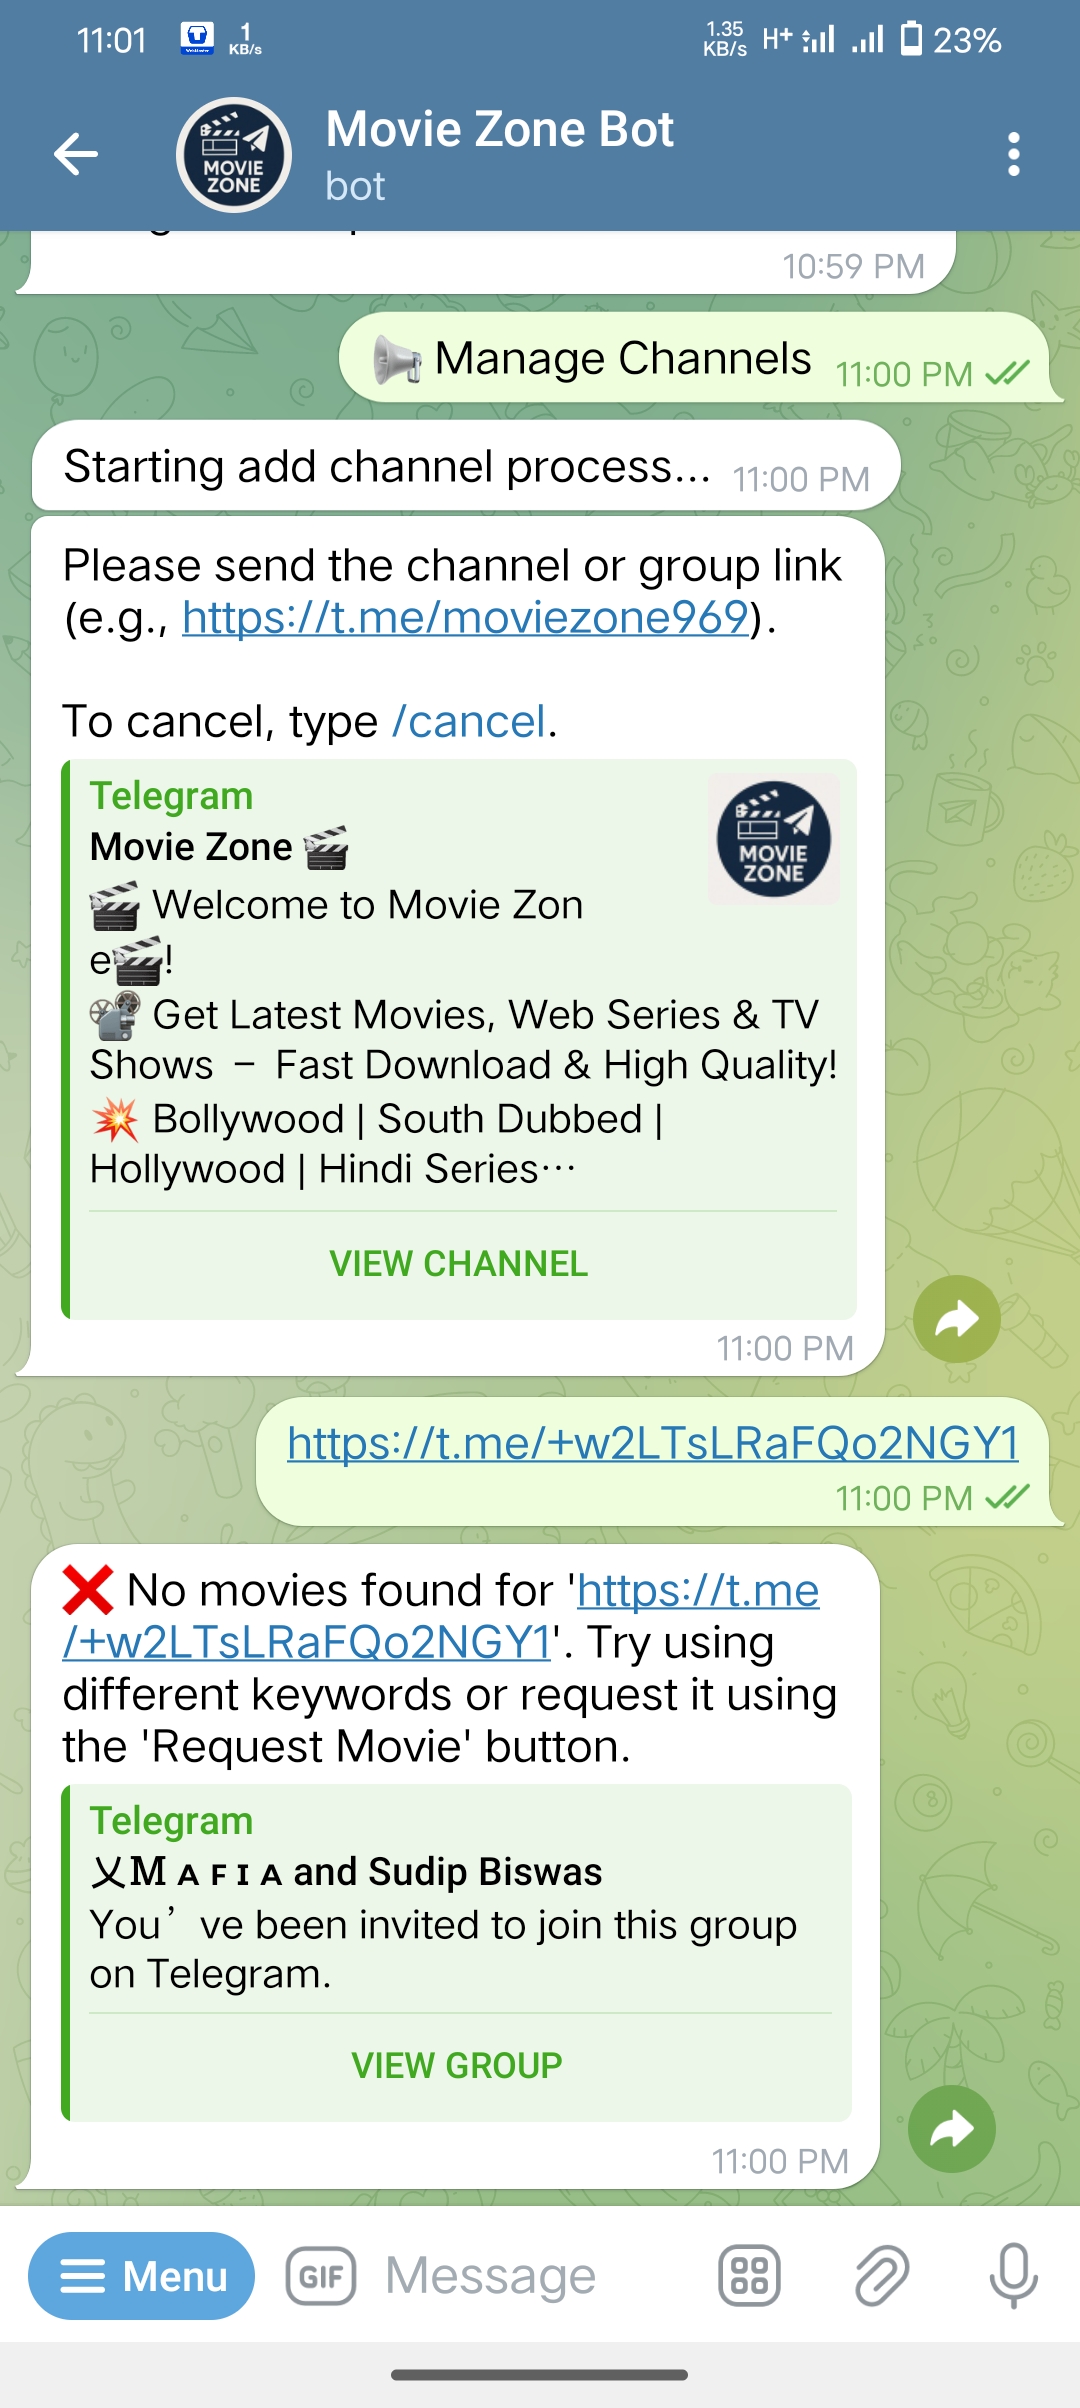 11:01
1
KB/s
1.35
KB/s
H+
23%
MOVIE
ZONE
Movie Zone Bot
bot
10:59 PM
📢 Manage Channels 11:00 PM
Starting add channel process... 11:00 PM
Please send the channel or group link
(e.g., https://t.me/moviezone969).
To cancel, type /cancel.
Telegram
Movie Zone 🎬
🎬 Welcome to Movie Zon
e🎬!
🎥 Get Latest Movies, Web Series & TV
Shows – Fast Download & High Quality!
💥 Bollywood | South Dubbed |
Hollywood | Hindi Series…
MOVIE
ZONE
VIEW CHANNEL
11:00 PM
https://t.me/+w2LTsLRaFQo2NGY1
11:00 PM
❌ No movies found for 'https://t.me
/+w2LTsLRaFQo2NGY1'. Try using
different keywords or request it using
the 'Request Movie' button.
Telegram
乂M ᴀ ғ ɪ ᴀ and Sudip Biswas
You’ve been invited to join this group
on Telegram.
VIEW GROUP
11:00 PM
Menu
GIF
Message